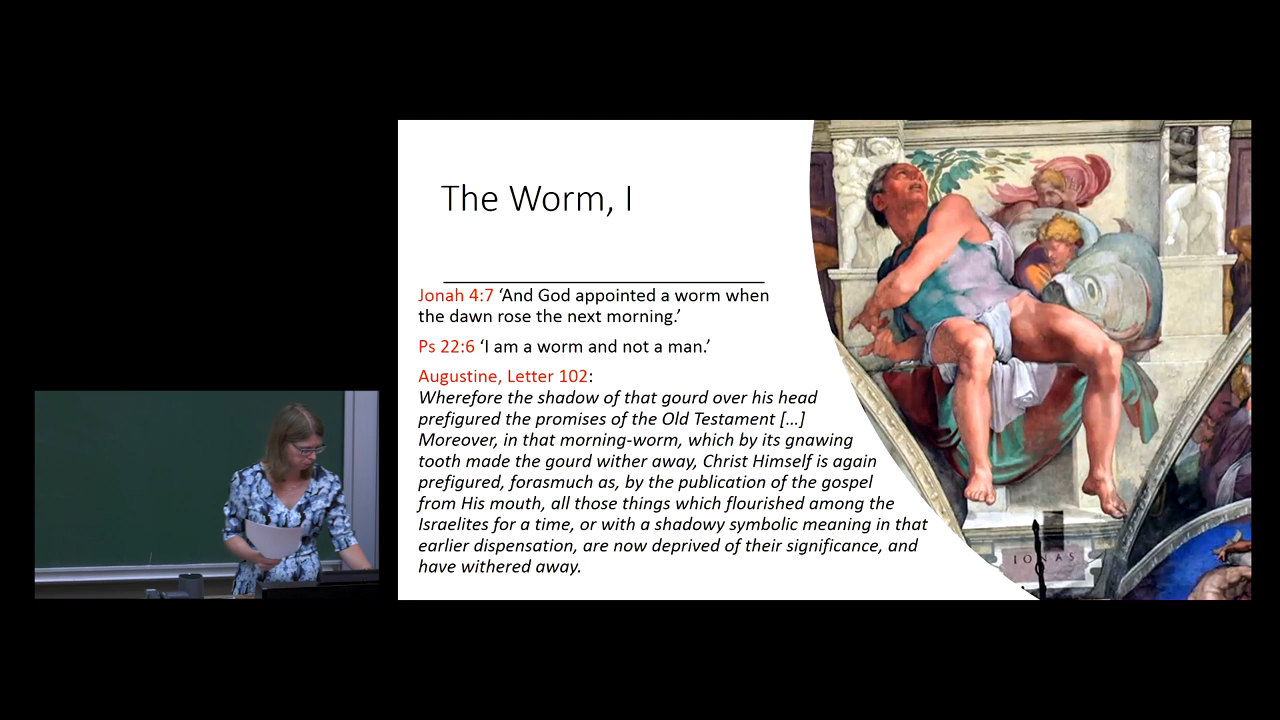 The Worm, I
Jonah 4:7 ‘And God appointed a worm when
the dawn rose the next morning.’
Ps 22:6 ‘I am a worm and not a man.’
Augustine, Letter 102:
Wherefore the shadow of that gourd over his head
prefigured the promises of the Old Testament […]
Moreover, in that morning-worm, which by its gnawing
tooth made the gourd wither away, Christ Himself is again
prefigured, forasmuch as, by the publication of the gospel
from His mouth, all those things which flourished among the
Israelites for a time, or with a shadowy symbolic meaning in that
earlier dispensation, are now deprived of their significance, and
have withered away.
IONAS